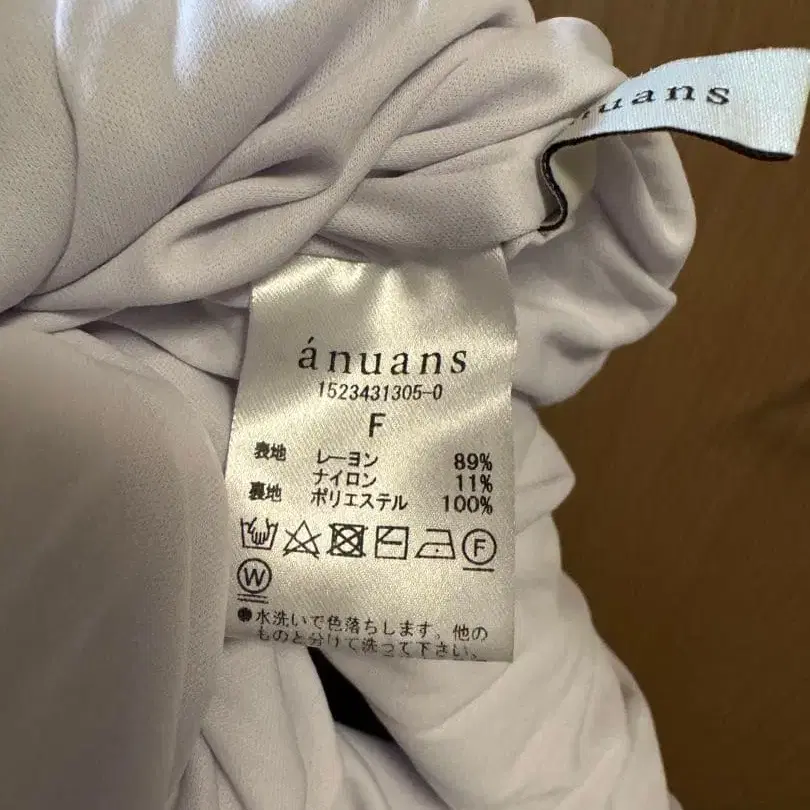 ánuans
1523431305-0
F
表地 レーヨン 89%
ナイロン 11%
裏地 ポリエステル 100%
F
W
●水洗いで色落ちします。他の
ものと分けて洗って下さい。